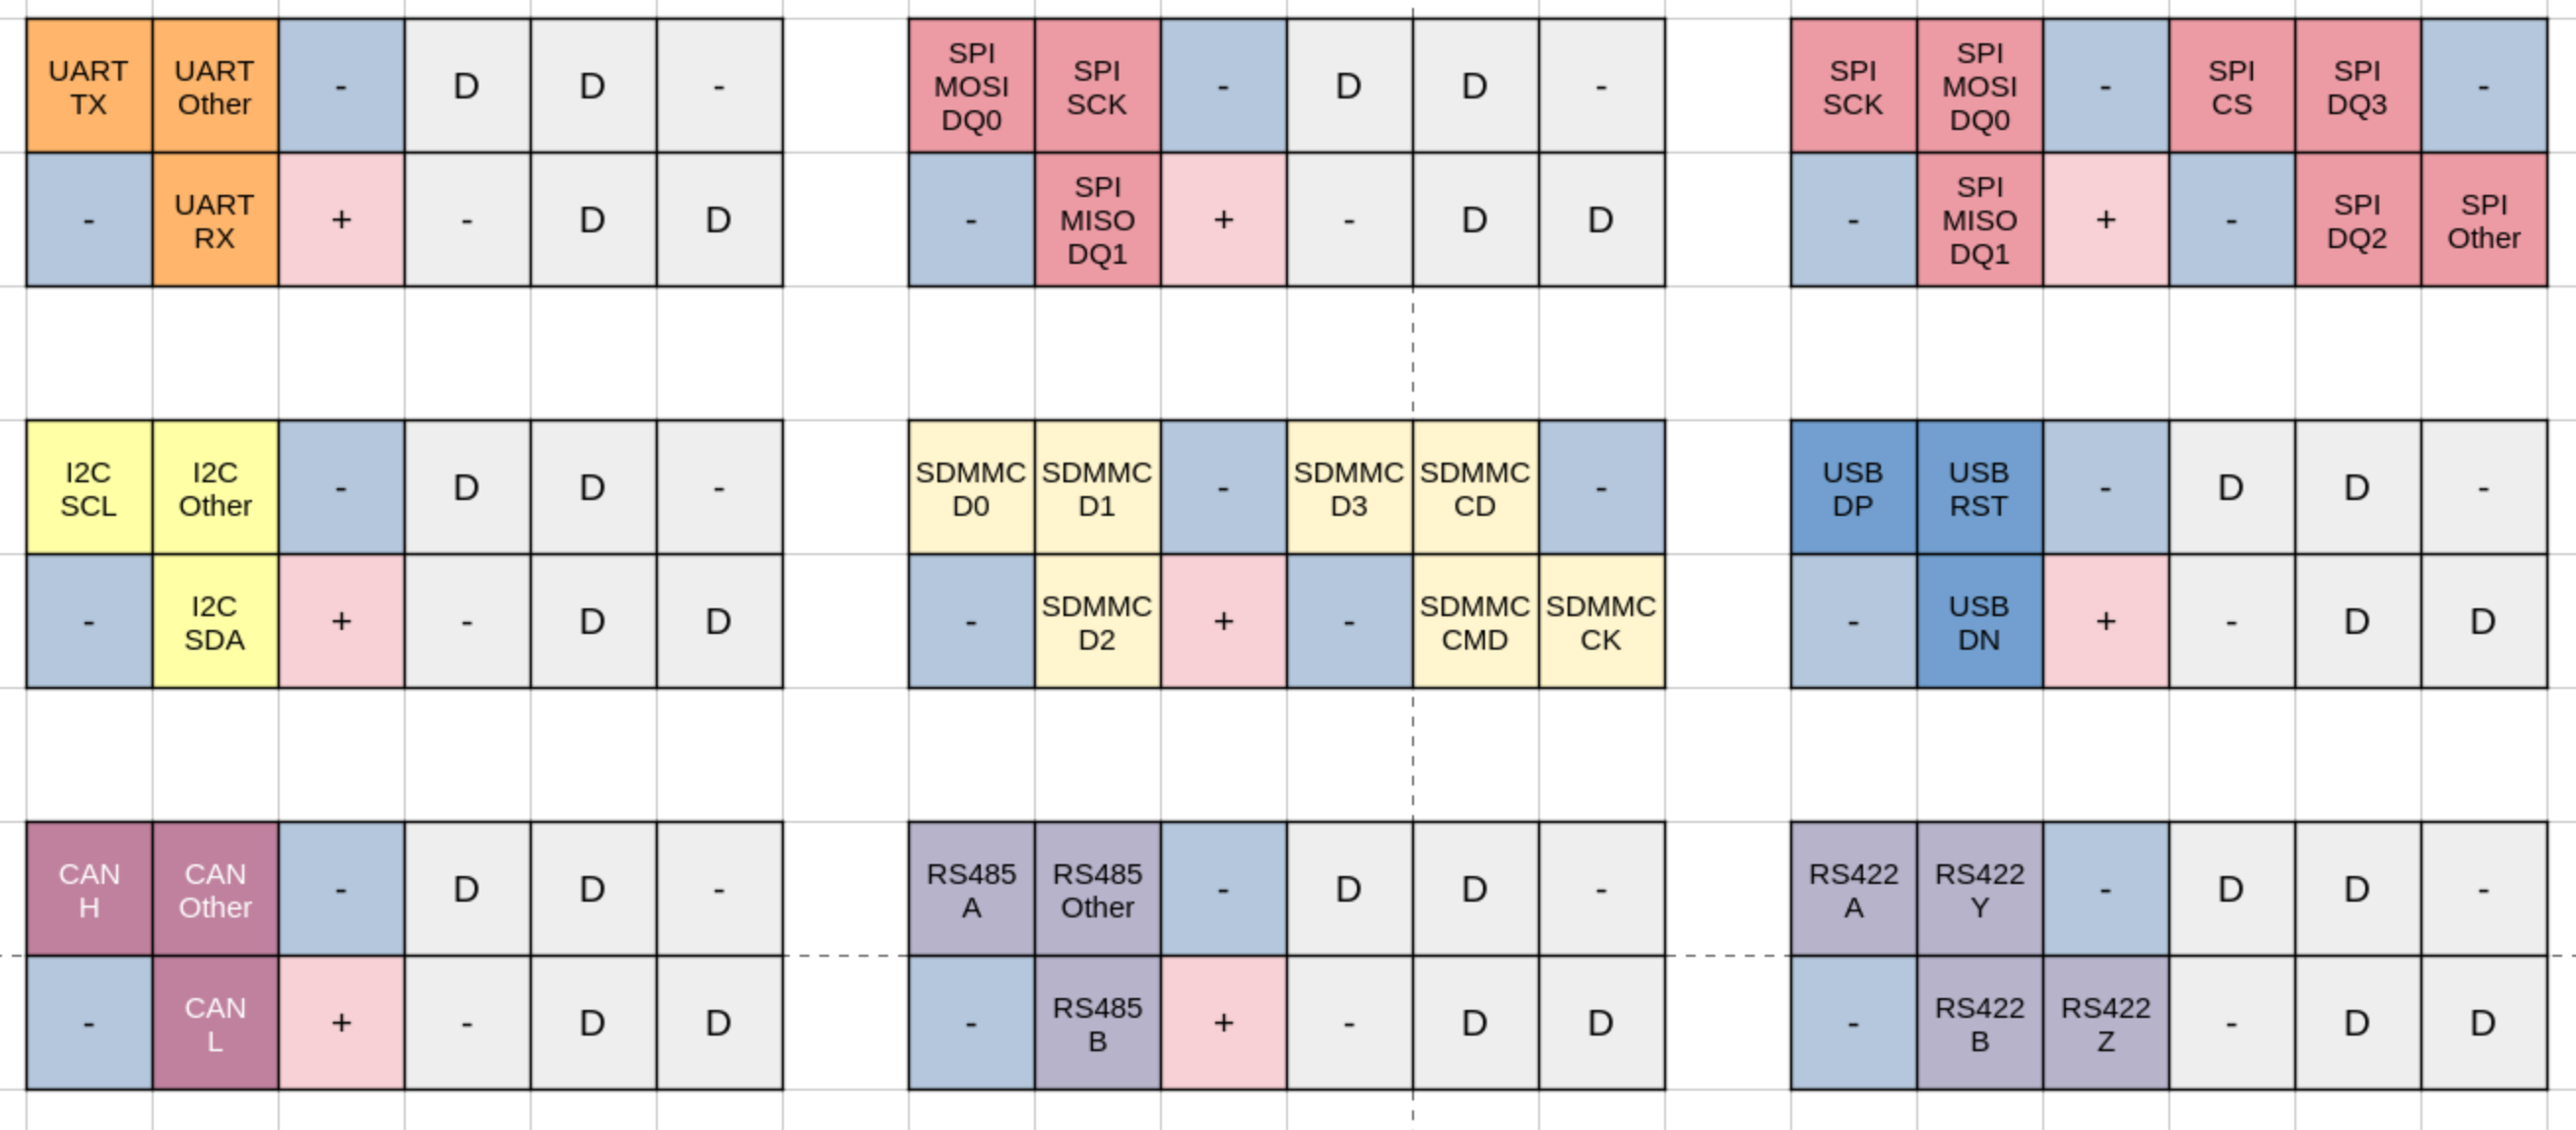 UART TX UART Other - D D -
- UART RX + - D D
SPI MOSI DQ0 SPI SCK - D D -
- SPI MISO DQ1 + - D D
SPI SCK SPI MOSI DQ0 - SPI CS SPI DQ3 -
- SPI MISO DQ1 + - SPI DQ2 SPI Other
I2C SCL I2C Other - D D -
- I2C SDA + - D D
SDMMC D0 SDMMC D1 - SDMMC D3 SDMMC CD -
- SDMMC D2 + - SDMMC CMD SDMMC CK
USB DP USB RST - D D -
- USB DN + - D D
CAN H CAN Other - D D -
- CAN L + - D D
RS485 A RS485 Other - D D -
- RS485 B + - D D
RS422 A RS422 Y - D D -
- RS422 B RS422 Z - D D